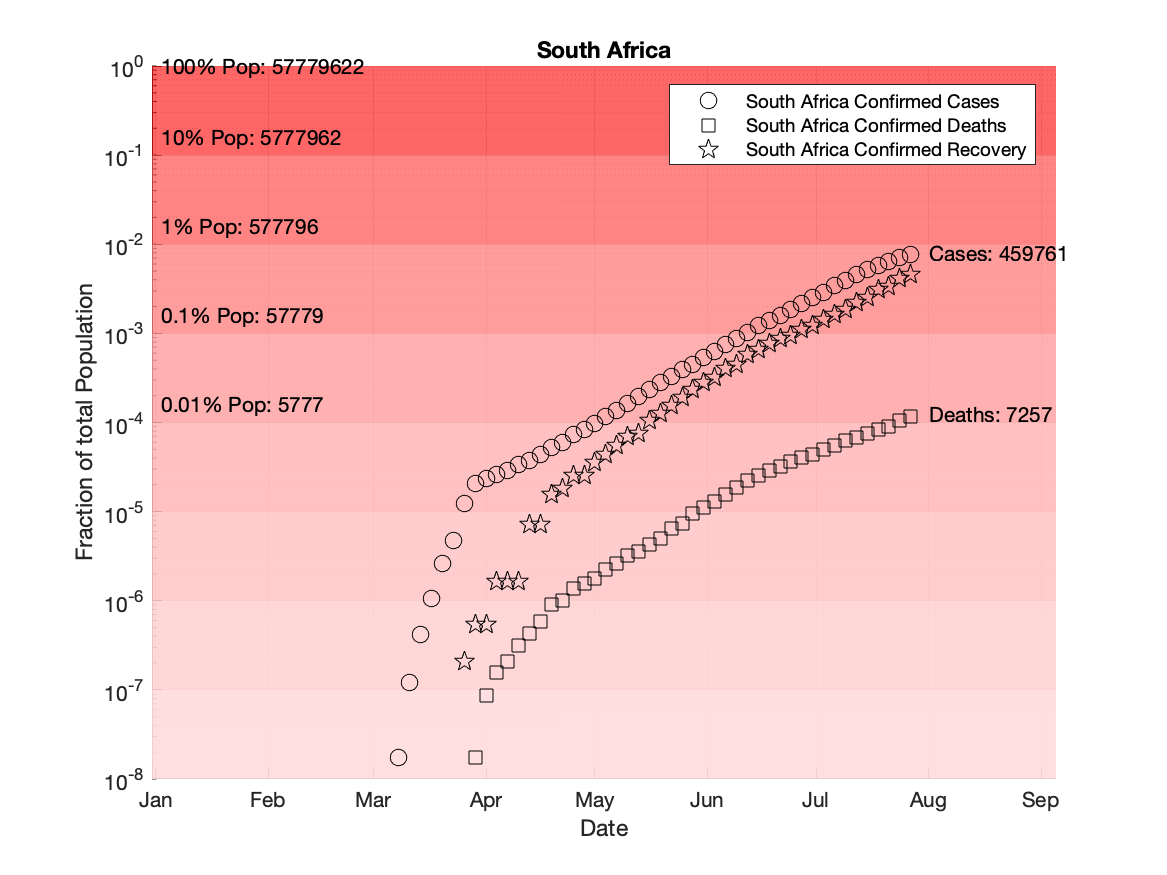 South Africa
10^0
100% Pop: 57779622
South Africa Confirmed Cases
South Africa Confirmed Deaths
South Africa Confirmed Recovery
10% Pop: 5777962
10^-1
1% Pop: 577796
10^-2
Cases: 459761
0.1% Pop: 57779
10^-3
0.01% Pop: 5777
10^-4
Deaths: 7257
10^-5
10^-6
10^-7
10^-8
Fraction of total Population
Jan Feb Mar Apr May Jun Jul Aug Sep
Date